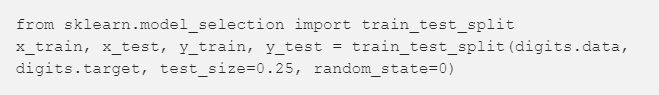 from sklearn.model_selection import train_test_split
x_train, x_test, y_train, y_test = train_test_split(digits.data,
digits.target, test_size=0.25, random_state=0)